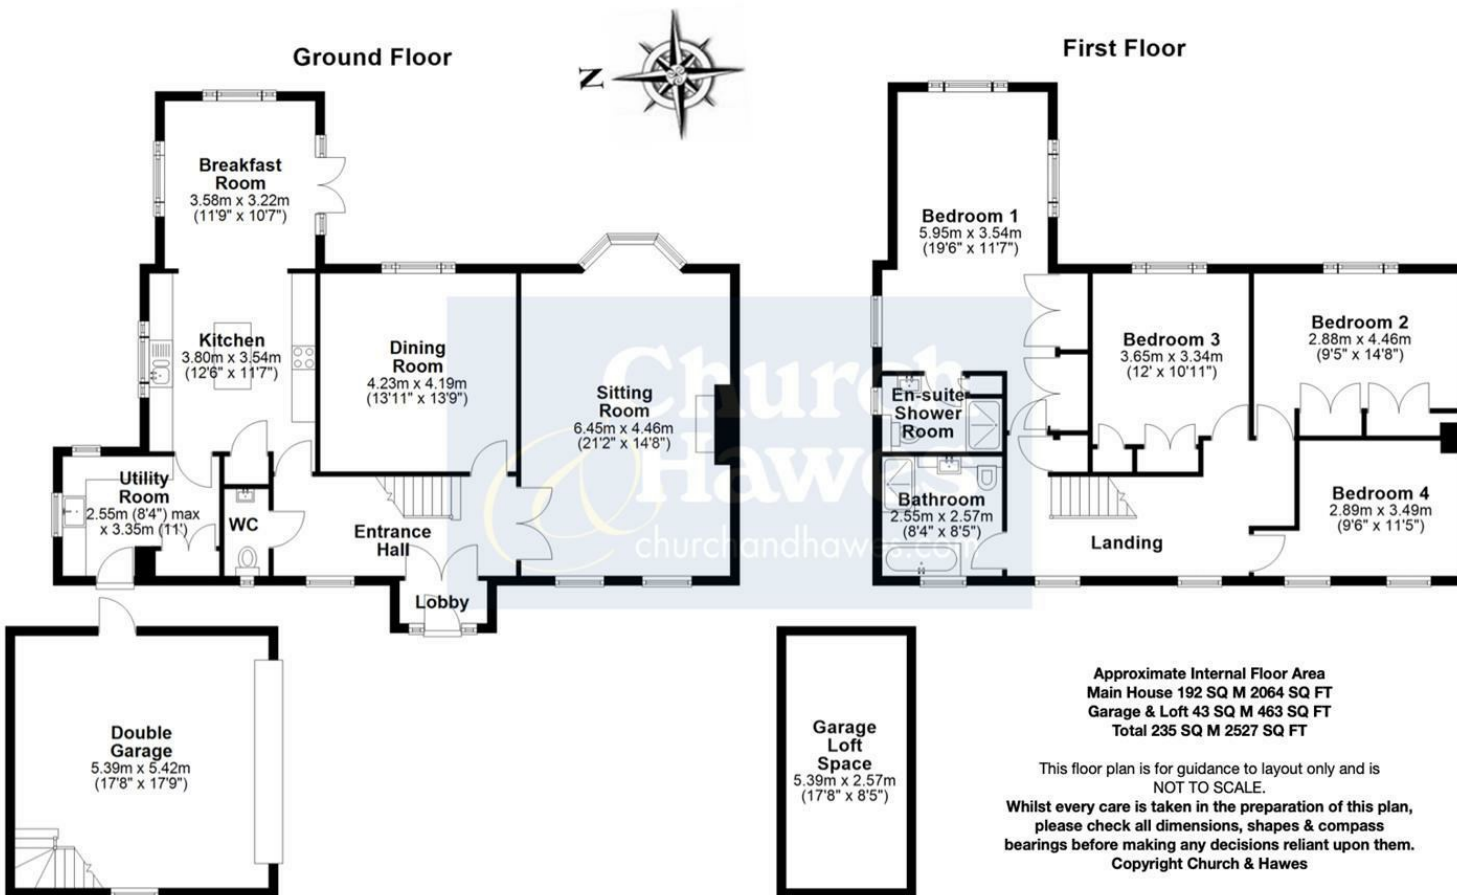 Ground Floor
N
First Floor
Breakfast
Room
3.58m x 3.22m
(11'9" x 10'7")
Kitchen
3.80m x 3.54m
(12'6" x 11'7")
Dining
Room
4.23m x 4.19m
(13'11" x 13'9")
Sitting
Room
6.45m x 4.46m
(21'2" x 14'8")
Utility
Room
2.55m (8'4") max
x 3.35m (11')
WC
Entrance
Hall
Lobby
Double
Garage
5.39m x 5.42m
(17'8" x 17'9")
Bedroom 1
5.95m x 3.54m
(19'6" x 11'7")
Bedroom 3
3.65m x 3.34m
(12' x 10'11")
Bedroom 2
2.88m x 4.46m
(9'5" x 14'8")
En-suite
Shower
Room
Bathroom
2.55m x 2.57m
(8'4" x 8'5")
Landing
Bedroom 4
2.89m x 3.49m
(9'6" x 11'5")
Garage
Loft
Space
5.39m x 2.57m
(17'8" x 8'5")
Church
& Hawes
churchandhawes.com
Approximate Internal Floor Area
Main House 192 SQ M 2064 SQ FT
Garage & Loft 43 SQ M 463 SQ FT
Total 235 SQ M 2527 SQ FT
This floor plan is for guidance to layout only and is
NOT TO SCALE.
Whilst every care is taken in the preparation of this plan,
please check all dimensions, shapes & compass
bearings before making any decisions reliant upon them.
Copyright Church & Hawes